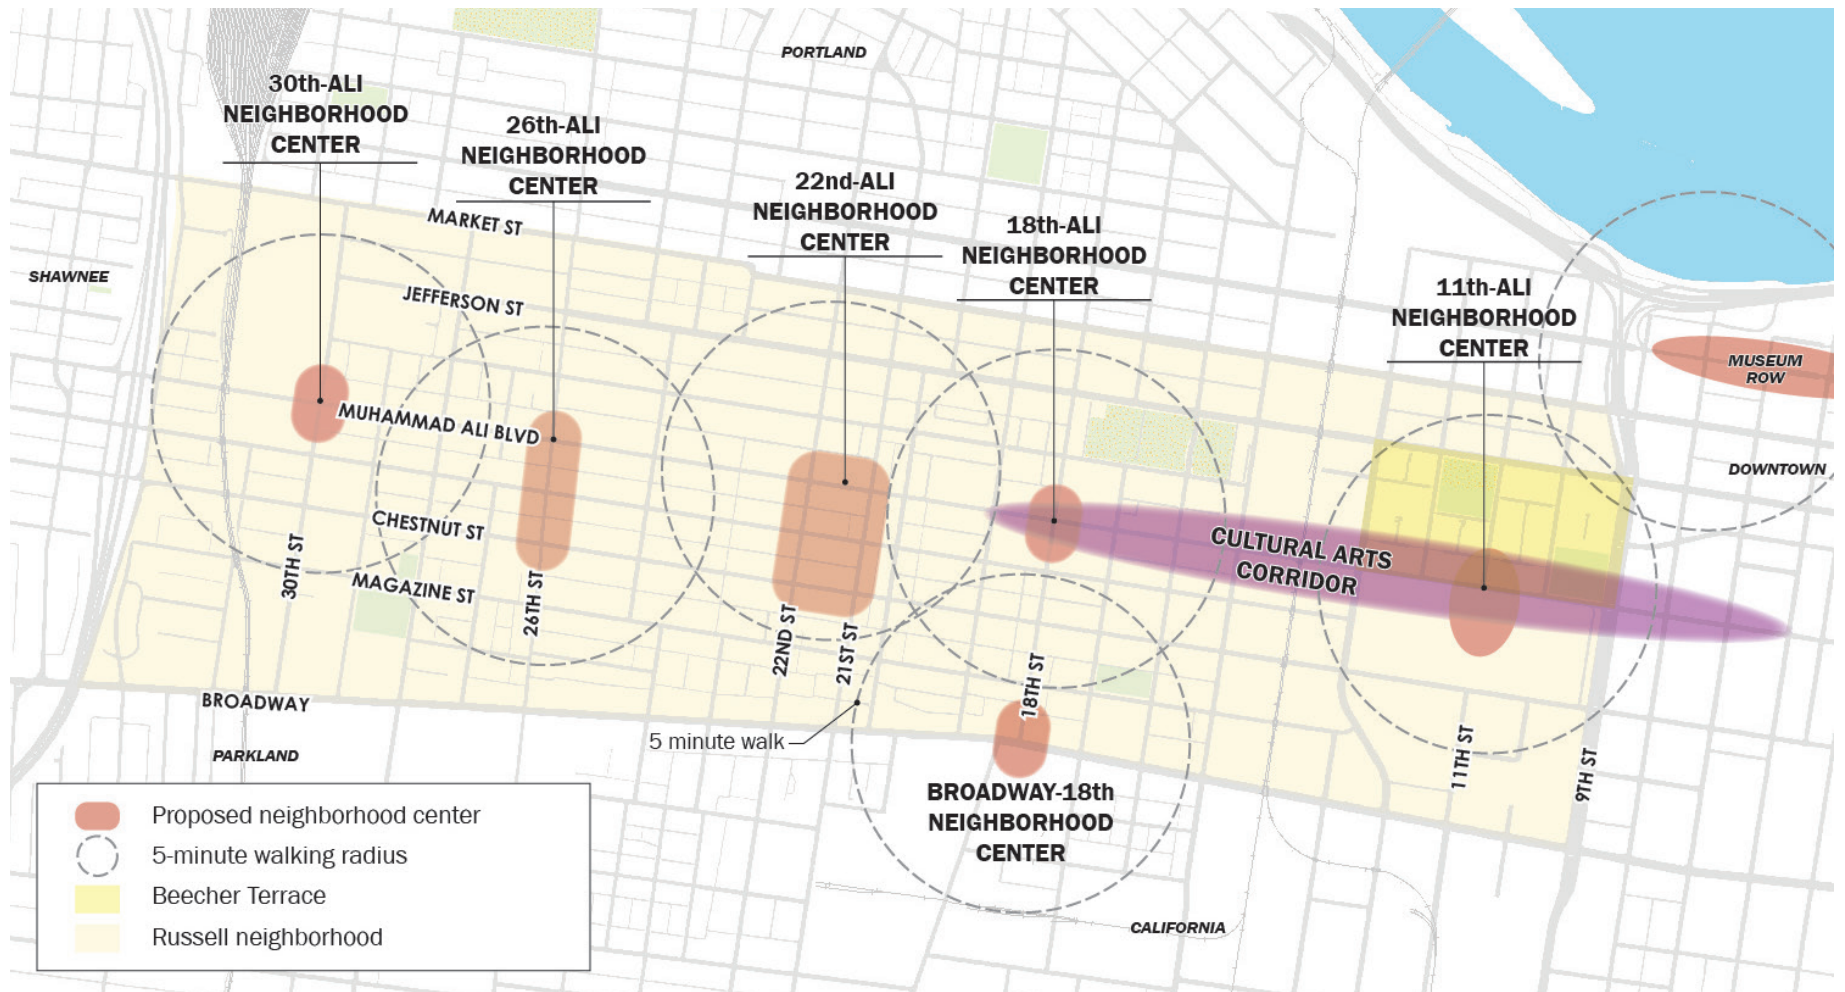 PORTLAND
30th-ALI
NEIGHBORHOOD
CENTER
26th-ALI
NEIGHBORHOOD
CENTER
22nd-ALI
NEIGHBORHOOD
CENTER
18th-ALI
NEIGHBORHOOD
CENTER
11th-ALI
NEIGHBORHOOD
CENTER
MARKET ST
SHAWNEE
JEFFERSON ST
MUSEUM
ROW
MUHAMMAD ALI BLVD
DOWNTOWN
CHESTNUT ST
CULTURAL ARTS
CORRIDOR
30TH ST
MAGAZINE ST
26TH ST
22ND ST
21ST ST
18TH ST
BROADWAY
5 minute walk
PARKLAND
11TH ST
9TH ST
BROADWAY-18th
NEIGHBORHOOD
CENTER
CALIFORNIA
Proposed neighborhood center
5-minute walking radius
Beecher Terrace
Russell neighborhood